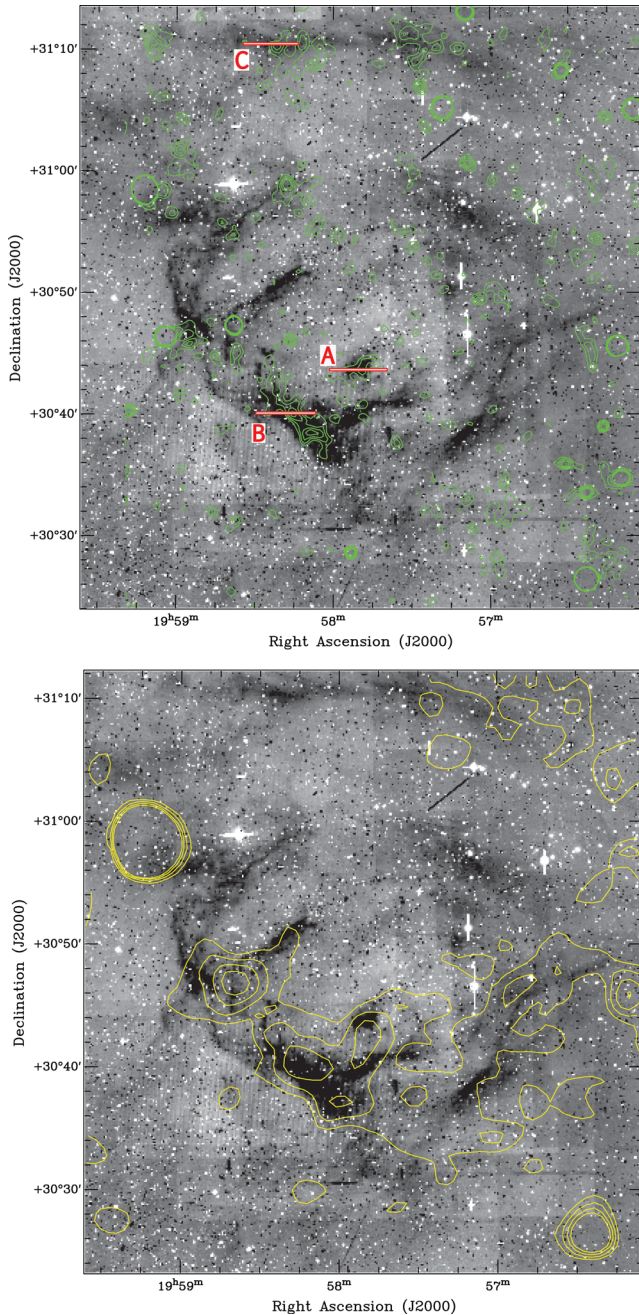 +31°10′
C
+31°00′
+30°50′
A
+30°40′
B
+30°30′
Declination (J2000)
19ʰ59ᵐ
58ᵐ
57ᵐ
Right Ascension (J2000)
+31°10′
+31°00′
+30°50′
+30°40′
+30°30′
Declination (J2000)
19ʰ59ᵐ
58ᵐ
57ᵐ
Right Ascension (J2000)